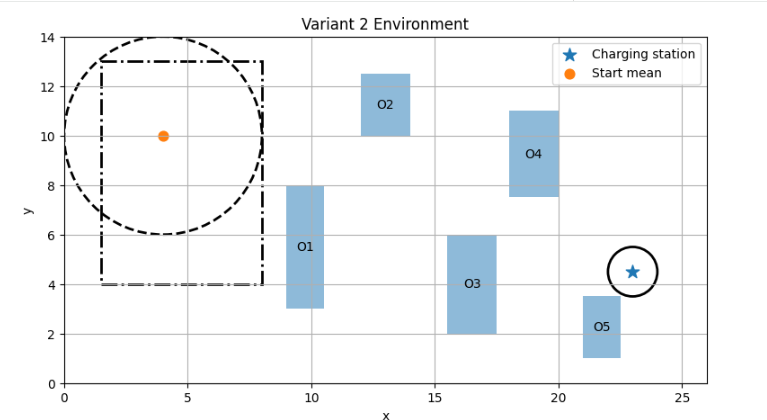 Variant 2 Environment
14
12
10
8
6
4
2
0
y
Charging station
Start mean
O2
O4
O1
O3
O5
0 5 10 15 20 25
x